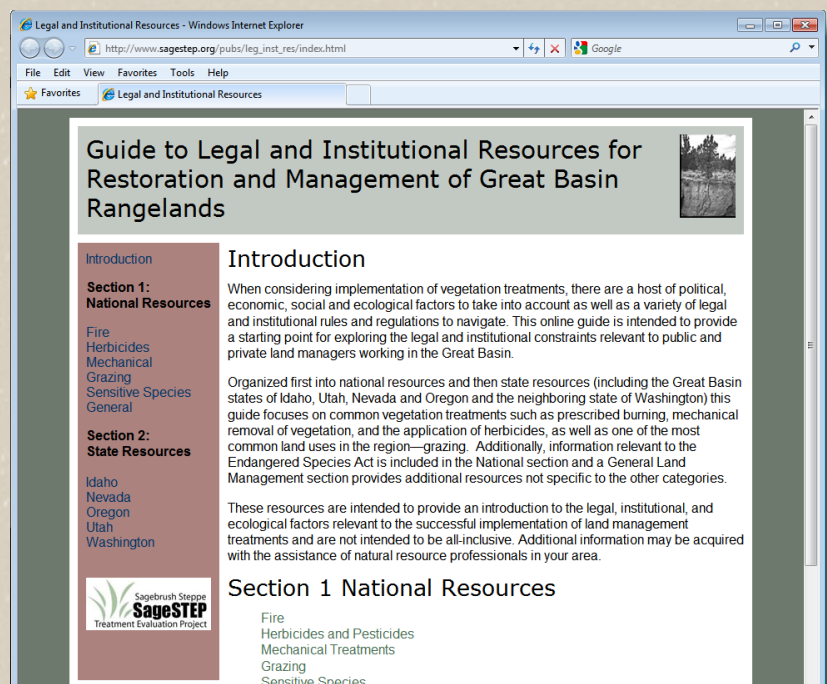 Legal and Institutional Resources - Windows Internet Explorer
http://www.sagestep.org/pubs/leg_inst_res/index.html
Google
File Edit View Favorites Tools Help
Favorites
Legal and Institutional Resources
Guide to Legal and Institutional Resources for
Restoration and Management of Great Basin
Rangelands
Introduction
Section 1:
National Resources
Fire
Herbicides
Mechanical
Grazing
Sensitive Species
General
Section 2:
State Resources
Idaho
Nevada
Oregon
Utah
Washington
Sagebrush Steppe
SageSTEP
Treatment Evaluation Project
Introduction
When considering implementation of vegetation treatments, there are a host of political,
economic, social and ecological factors to take into account as well as a variety of legal
and institutional rules and regulations to navigate. This online guide is intended to provide
a starting point for exploring the legal and institutional constraints relevant to public and
private land managers working in the Great Basin.
Organized first into national resources and then state resources (including the Great Basin
states of Idaho, Utah, Nevada and Oregon and the neighboring state of Washington) this
guide focuses on common vegetation treatments such as prescribed burning, mechanical
removal of vegetation, and the application of herbicides, as well as one of the most
common land uses in the region—grazing. Additionally, information relevant to the
Endangered Species Act is included in the National section and a General Land
Management section provides additional resources not specific to the other categories.
These resources are intended to provide an introduction to the legal, institutional, and
ecological factors relevant to the successful implementation of land management
treatments and are not intended to be all-inclusive. Additional information may be acquired
with the assistance of natural resource professionals in your area.
Section 1 National Resources
Fire
Herbicides and Pesticides
Mechanical Treatments
Grazing
Sensitive Species